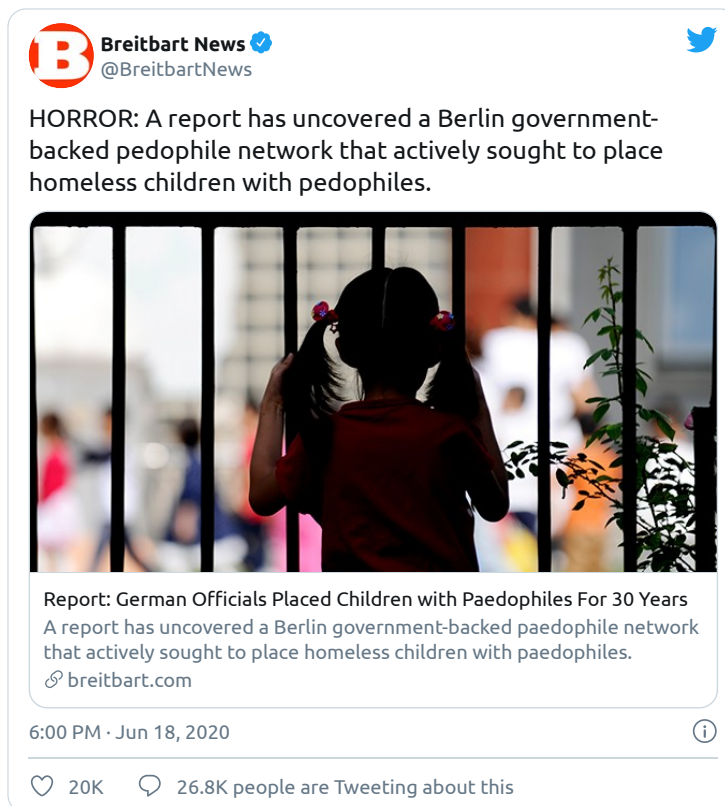 B
Breitbart News
@BreitbartNews
HORROR: A report has uncovered a Berlin government-
backed pedophile network that actively sought to place
homeless children with pedophiles.
Report: German Officials Placed Children with Paedophiles For 30 Years
A report has uncovered a Berlin government-backed paedophile network
that actively sought to place homeless children with paedophiles.
breitbart.com
6:00 PM · Jun 18, 2020
20K 26.8K people are Tweeting about this